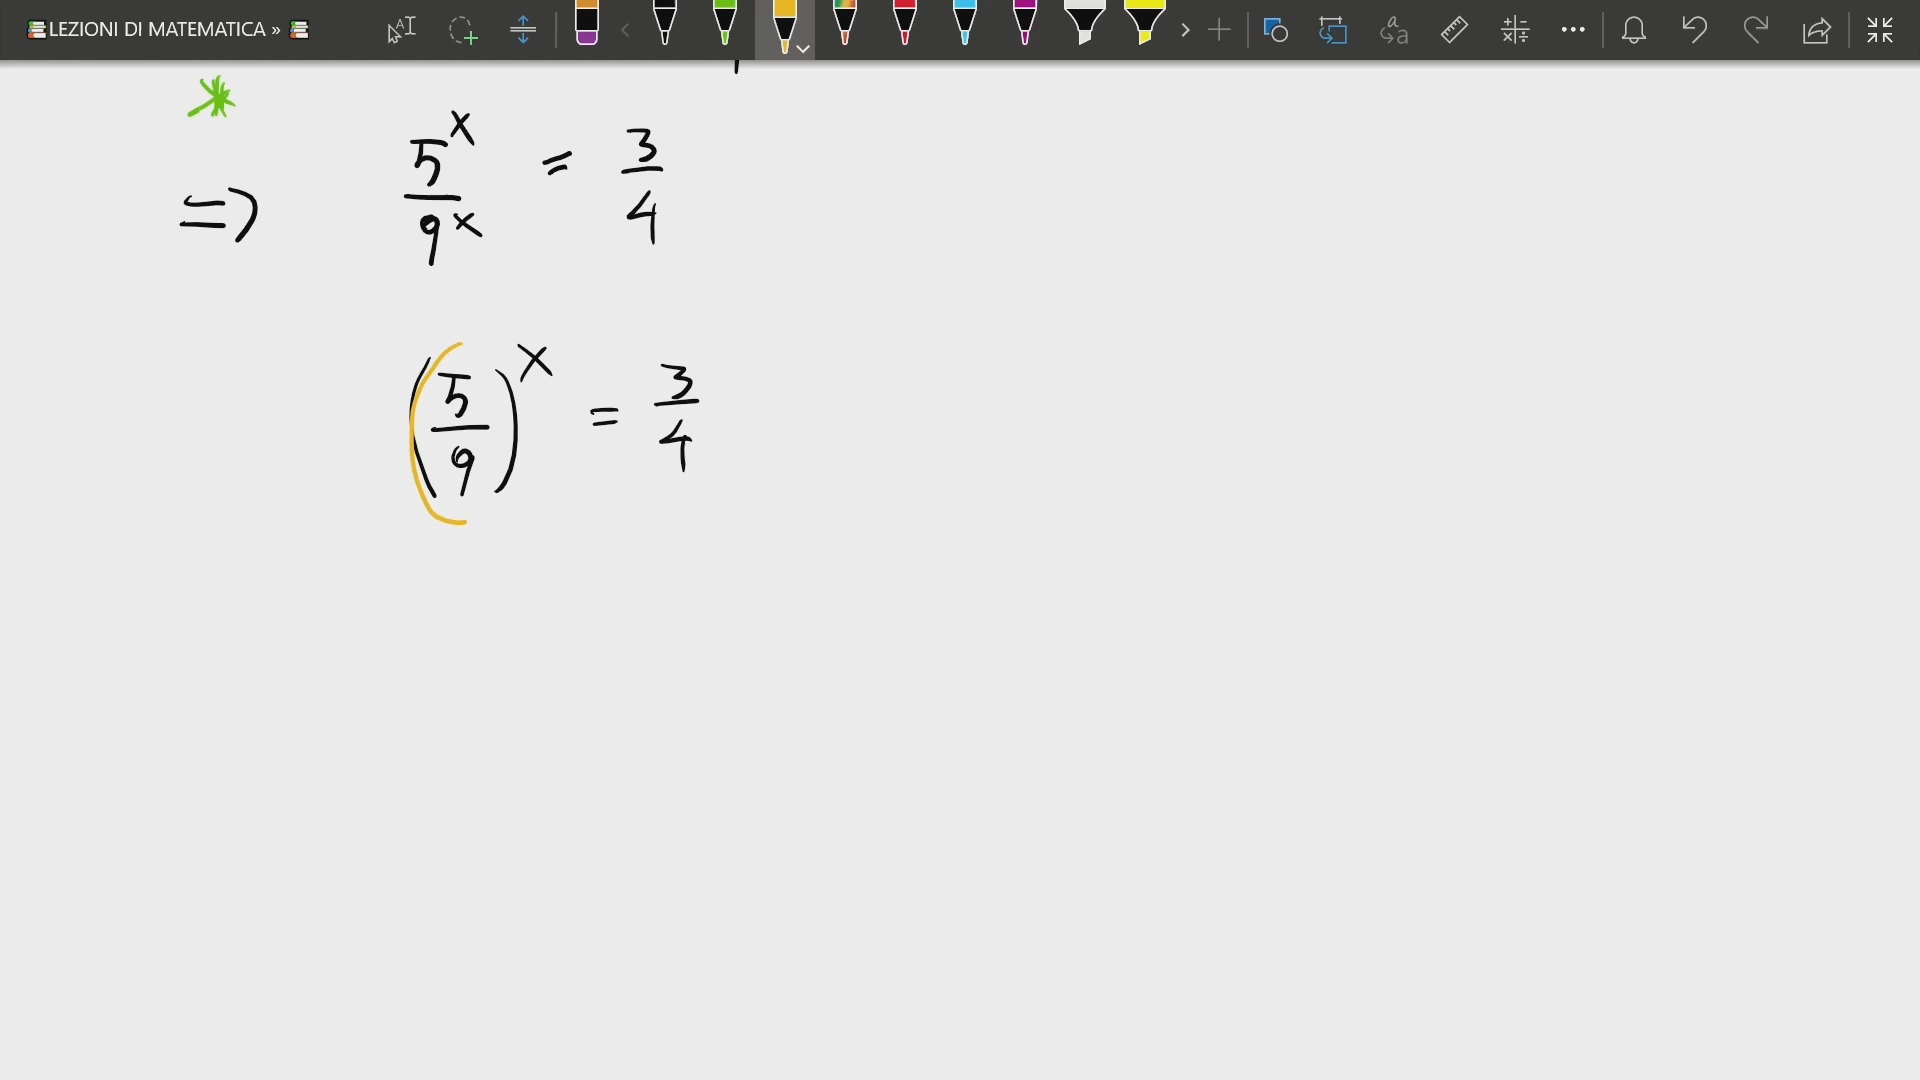 LEZIONI DI MATEMATICA »
5^x / 9^x = 3/4
=>
(5/9)^x = 3/4